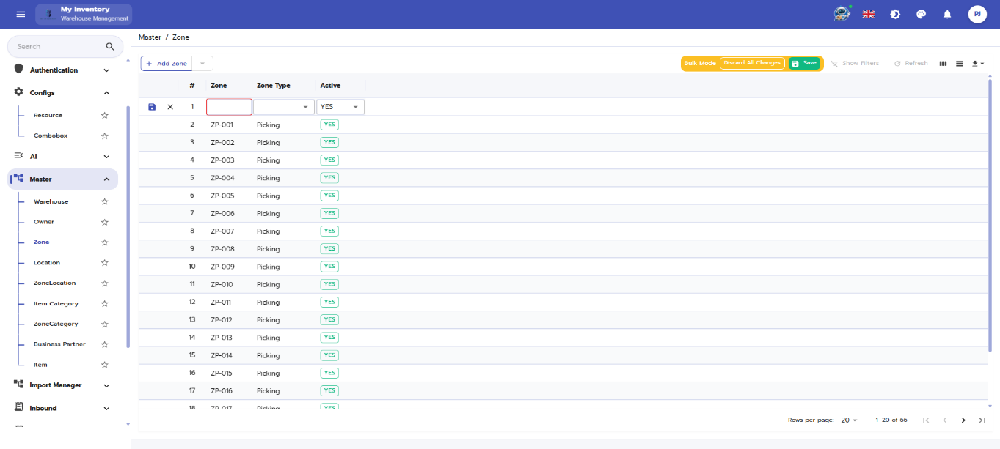 My Inventory
Warehouse Management
PJ
Search
Authentication
Configs
Resource
Combobox
AI
Master
Warehouse
Owner
Zone
Location
ZoneLocation
Item Category
ZoneCategory
Business Partner
Item
Import Manager
Inbound
Master / Zone
+ Add Zone
Bulk Mode Discard All Changes Save Show Filters Refresh
# Zone Zone Type Active
1 YES
2 ZP-001 Picking YES
3 ZP-002 Picking YES
4 ZP-003 Picking YES
5 ZP-004 Picking YES
6 ZP-005 Picking YES
7 ZP-006 Picking YES
8 ZP-007 Picking YES
9 ZP-008 Picking YES
10 ZP-009 Picking YES
11 ZP-010 Picking YES
12 ZP-011 Picking YES
13 ZP-012 Picking YES
14 ZP-013 Picking YES
15 ZP-014 Picking YES
16 ZP-015 Picking YES
17 ZP-016 Picking YES
18 ZP-017 Picking YES
Rows per page: 20 1–20 of 66